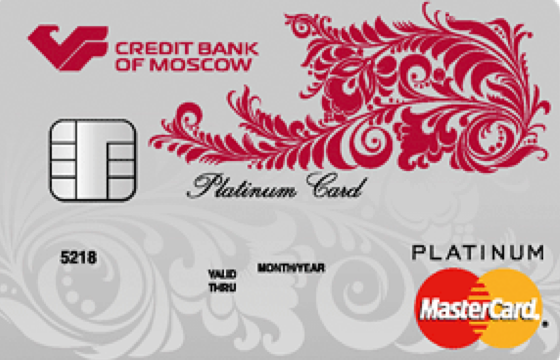 CREDIT BANK
OF MOSCOW
Platinum Card
5218
VALID
THRU
MONTH/YEAR
PLATINUM
MasterCard